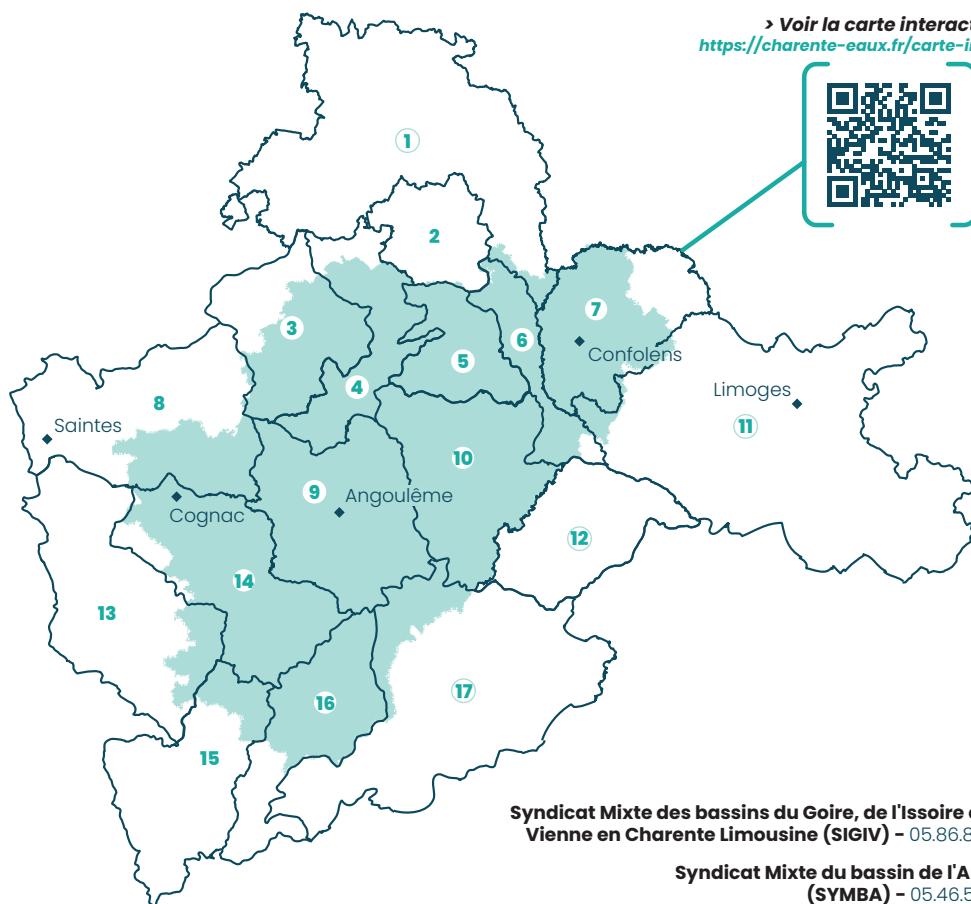 > Voir la carte
https://charente-eaux.fr/
1
2
3
7
6
5
Confolens
4
Limoges
8
11
Saintes
10
9
Angoulême
Cognac
12
14
13
17
16
15
Syndicat Mixte des bassins du Goire, de l'Issoire
Vienne en Charente Limousine (SIGIV) - 05.86.8
Syndicat Mixte du bassin de
(SYMBA) - 05.46.5